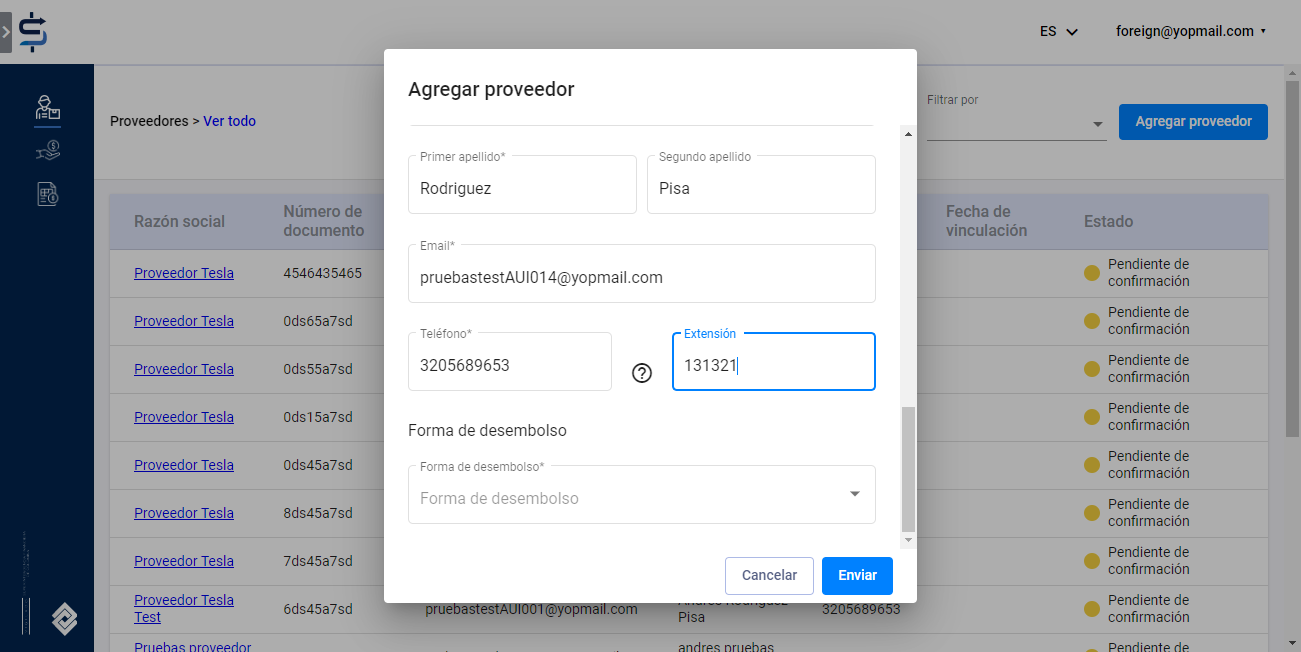 ES
foreign@yopmail.com
Agregar proveedor
Proveedores > Ver todo
Filtrar por
Agregar proveedor
Primer apellido*
Rodriguez
Segundo apellido
Pisa
Email*
pruebastestAUI014@yopmail.com
Teléfono*
3205689653
Extensión
131321
Forma de desembolso
Forma de desembolso*
Forma de desembolso
Cancelar
Enviar
Razón social
Número de
documento
Fecha de
vinculación
Estado
Proveedor Tesla
4546435465
Pendiente de
confirmación
Proveedor Tesla
0ds65a7sd
Pendiente de
confirmación
Proveedor Tesla
0ds55a7sd
Pendiente de
confirmación
Proveedor Tesla
0ds15a7sd
Pendiente de
confirmación
Proveedor Tesla
0ds45a7sd
Pendiente de
confirmación
Proveedor Tesla
8ds45a7sd
Pendiente de
confirmación
Proveedor Tesla
7ds45a7sd
Pendiente de
confirmación
Proveedor Tesla
Test
6ds45a7sd
pruebastestAUI001@yopmail.com
Andres Rodriguez
Pisa
3205689653
Pendiente de
confirmación
Pruebas proveedor
andres pruebas
Pendiente de